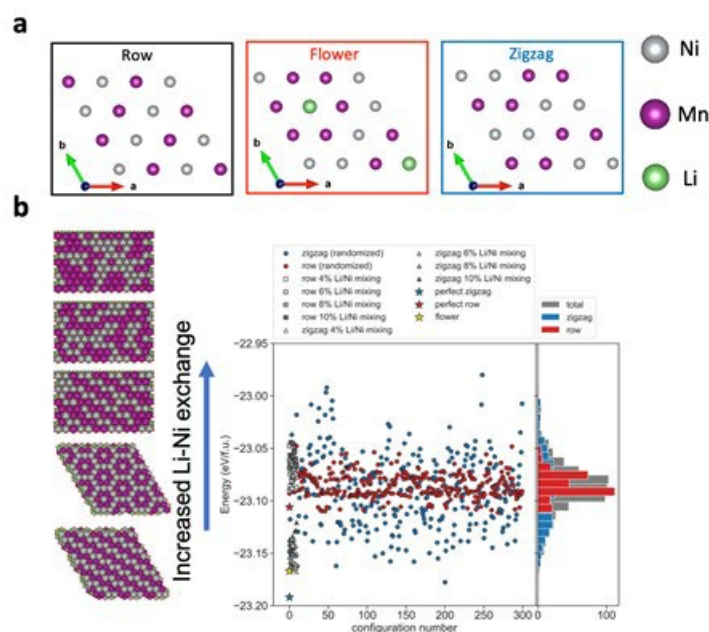 a
Row
Flower
Zigzag
Ni
Mn
Li
b
a
b
a
b
a
b
zigzag (randomized)
row (randomized)
row 4% Li/Ni mixing
row 6% Li/Ni mixing
row 8% Li/Ni mixing
row 10% Li/Ni mixing
zigzag 4% Li/Ni mixing
zigzag 6% Li/Ni mixing
zigzag 8% Li/Ni mixing
zigzag 10% Li/Ni mixing
perfect zigzag
perfect row
flower
total
zigzag
row
Increased Li-Ni exchange
Energy (eV/f.u.)
−22.95
−23.00
−23.05
−23.10
−23.15
−23.20
0 50 100 150 200 250 300 0 100
configuration number